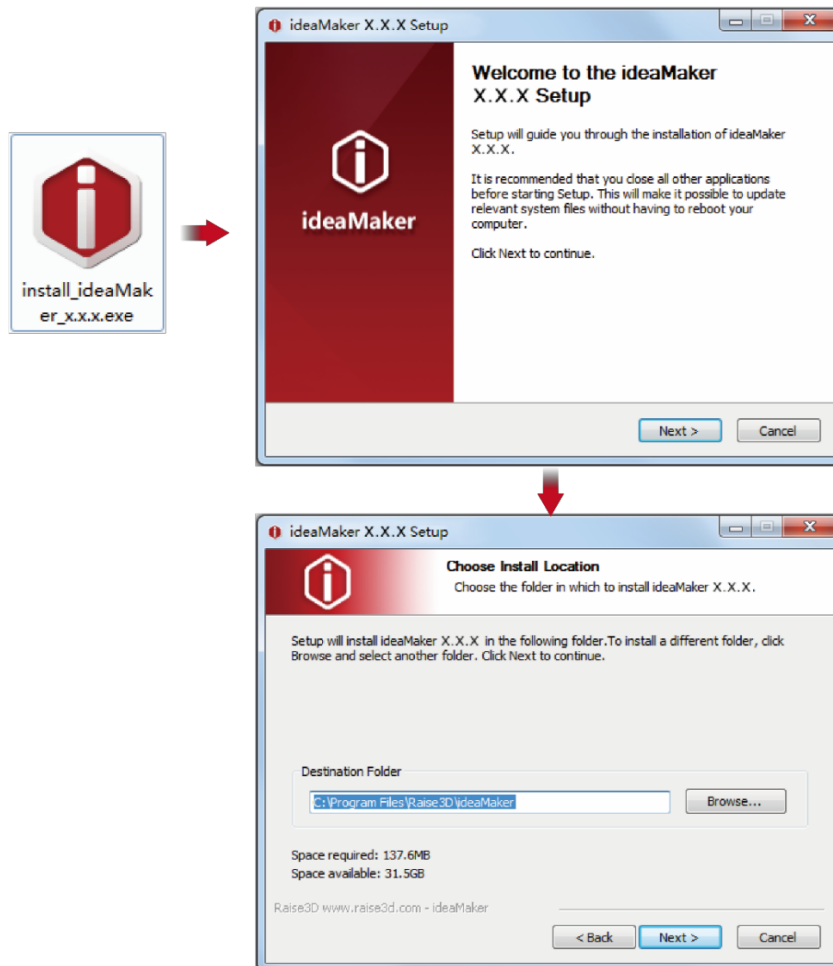 ideaMaker X.X.X Setup
Welcome to the ideaMaker
X.X.X Setup
Setup will guide you through the installation of ideaMaker
X.X.X.
It is recommended that you close all other applications
before starting Setup. This will make it possible to update
relevant system files without having to reboot your
computer.
Click Next to continue.
ideaMaker
Next >
Cancel
install_ideaMak
er_x.x.x.exe
ideaMaker X.X.X Setup
Choose Install Location
Choose the folder in which to install ideaMaker X.X.X.
Setup will install ideaMaker X.X.X in the following folder.To install a different folder, click
Browse and select another folder. Click Next to continue.
Destination Folder
C:\Program Files\Raise3D\ideaMaker
Browse...
Space required: 137.6MB
Space available: 31.5GB
Raise3D www.raise3d.com - ideaMaker
< Back
Next >
Cancel